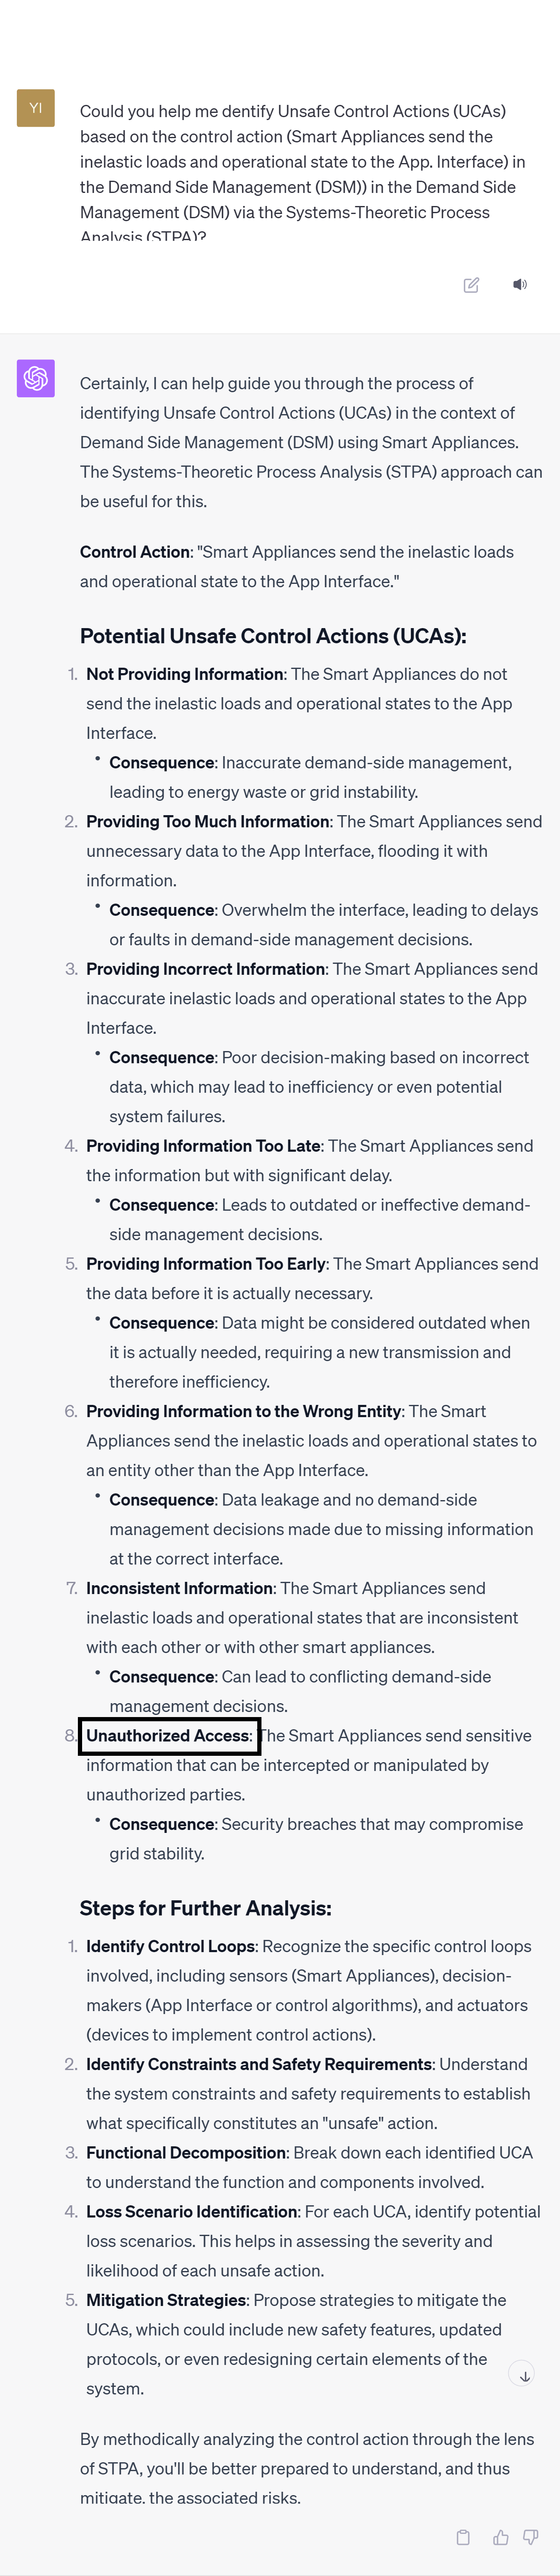 YI
Could you help me dentify Unsafe Control Actions (UCAs)
based on the control action (Smart Appliances send the
inelastic loads and operational state to the App. Interface) in
the Demand Side Management (DSM)) in the Demand Side
Management (DSM) via the Systems-Theoretic Process
Analysis (STPA)?
Certainly, I can help guide you through the process of
identifying Unsafe Control Actions (UCAs) in the context of
Demand Side Management (DSM) using Smart Appliances.
The Systems-Theoretic Process Analysis (STPA) approach can
be useful for this.
Control Action: "Smart Appliances send the inelastic loads
and operational state to the App Interface."
Potential Unsafe Control Actions (UCAs):
1. Not Providing Information: The Smart Appliances do not
send the inelastic loads and operational states to the App
Interface.
• Consequence: Inaccurate demand-side management,
leading to energy waste or grid instability.
2. Providing Too Much Information: The Smart Appliances send
unnecessary data to the App Interface, flooding it with
information.
• Consequence: Overwhelm the interface, leading to delays
or faults in demand-side management decisions.
3. Providing Incorrect Information: The Smart Appliances send
inaccurate inelastic loads and operational states to the App
Interface.
• Consequence: Poor decision-making based on incorrect
data, which may lead to inefficiency or even potential
system failures.
4. Providing Information Too Late: The Smart Appliances send
the information but with significant delay.
• Consequence: Leads to outdated or ineffective demand-
side management decisions.
5. Providing Information Too Early: The Smart Appliances send
the data before it is actually necessary.
• Consequence: Data might be considered outdated when
it is actually needed, requiring a new transmission and
therefore inefficiency.
6. Providing Information to the Wrong Entity: The Smart
Appliances send the inelastic loads and operational states to
an entity other than the App Interface.
• Consequence: Data leakage and no demand-side
management decisions made due to missing information
at the correct interface.
7. Inconsistent Information: The Smart Appliances send
inelastic loads and operational states that are inconsistent
with each other or with other smart appliances.
• Consequence: Can lead to conflicting demand-side
management decisions.
8. Unauthorized Access: The Smart Appliances send sensitive
information that can be intercepted or manipulated by
unauthorized parties.
• Consequence: Security breaches that may compromise
grid stability.
Steps for Further Analysis:
1. Identify Control Loops: Recognize the specific control loops
involved, including sensors (Smart Appliances), decision-
makers (App Interface or control algorithms), and actuators
(devices to implement control actions).
2. Identify Constraints and Safety Requirements: Understand
the system constraints and safety requirements to establish
what specifically constitutes an "unsafe" action.
3. Functional Decomposition: Break down each identified UCA
to understand the function and components involved.
4. Loss Scenario Identification: For each UCA, identify potential
loss scenarios. This helps in assessing the severity and
likelihood of each unsafe action.
5. Mitigation Strategies: Propose strategies to mitigate the
UCAs, which could include new safety features, updated
protocols, or even redesigning certain elements of the
system.
By methodically analyzing the control action through the lens
of STPA, you'll be better prepared to understand, and thus
mitigate, the associated risks.